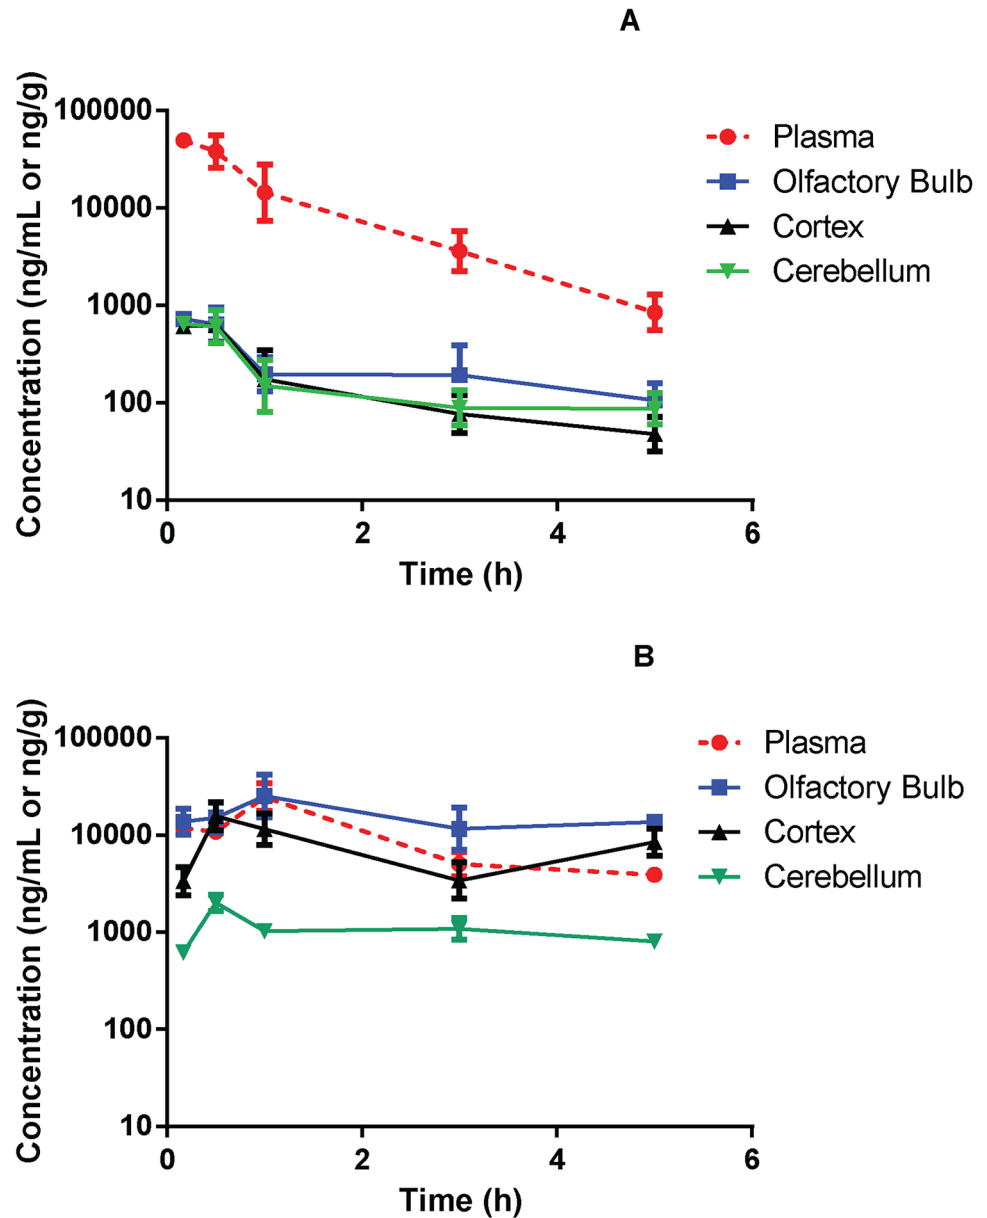 A
Concentration (ng/mL or ng/g)
100000
10000
1000
100
10
0
2
4
6
Time (h)
Plasma
Olfactory Bulb
Cortex
Cerebellum
B
Concentration (ng/mL or ng/g)
100000
10000
1000
100
10
0
2
4
6
Time (h)
Plasma
Olfactory Bulb
Cortex
Cerebellum